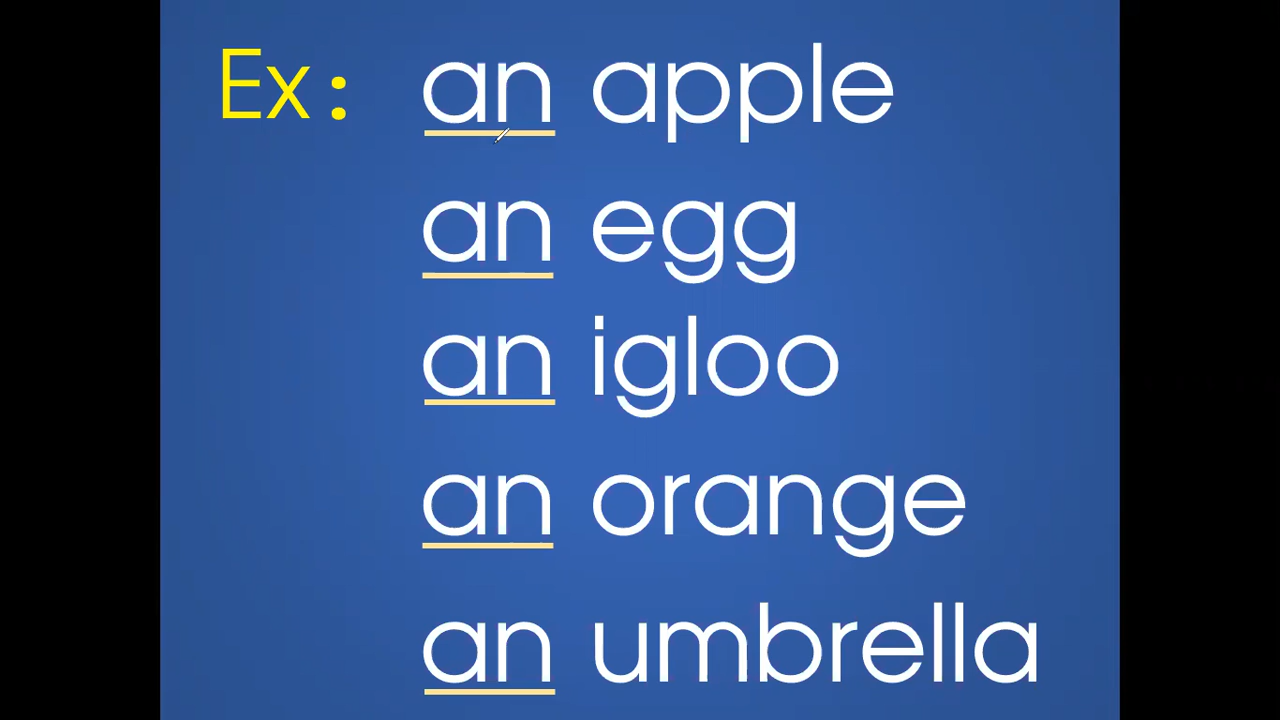 Ex: an apple
an egg
an igloo
an orange
an umbrella